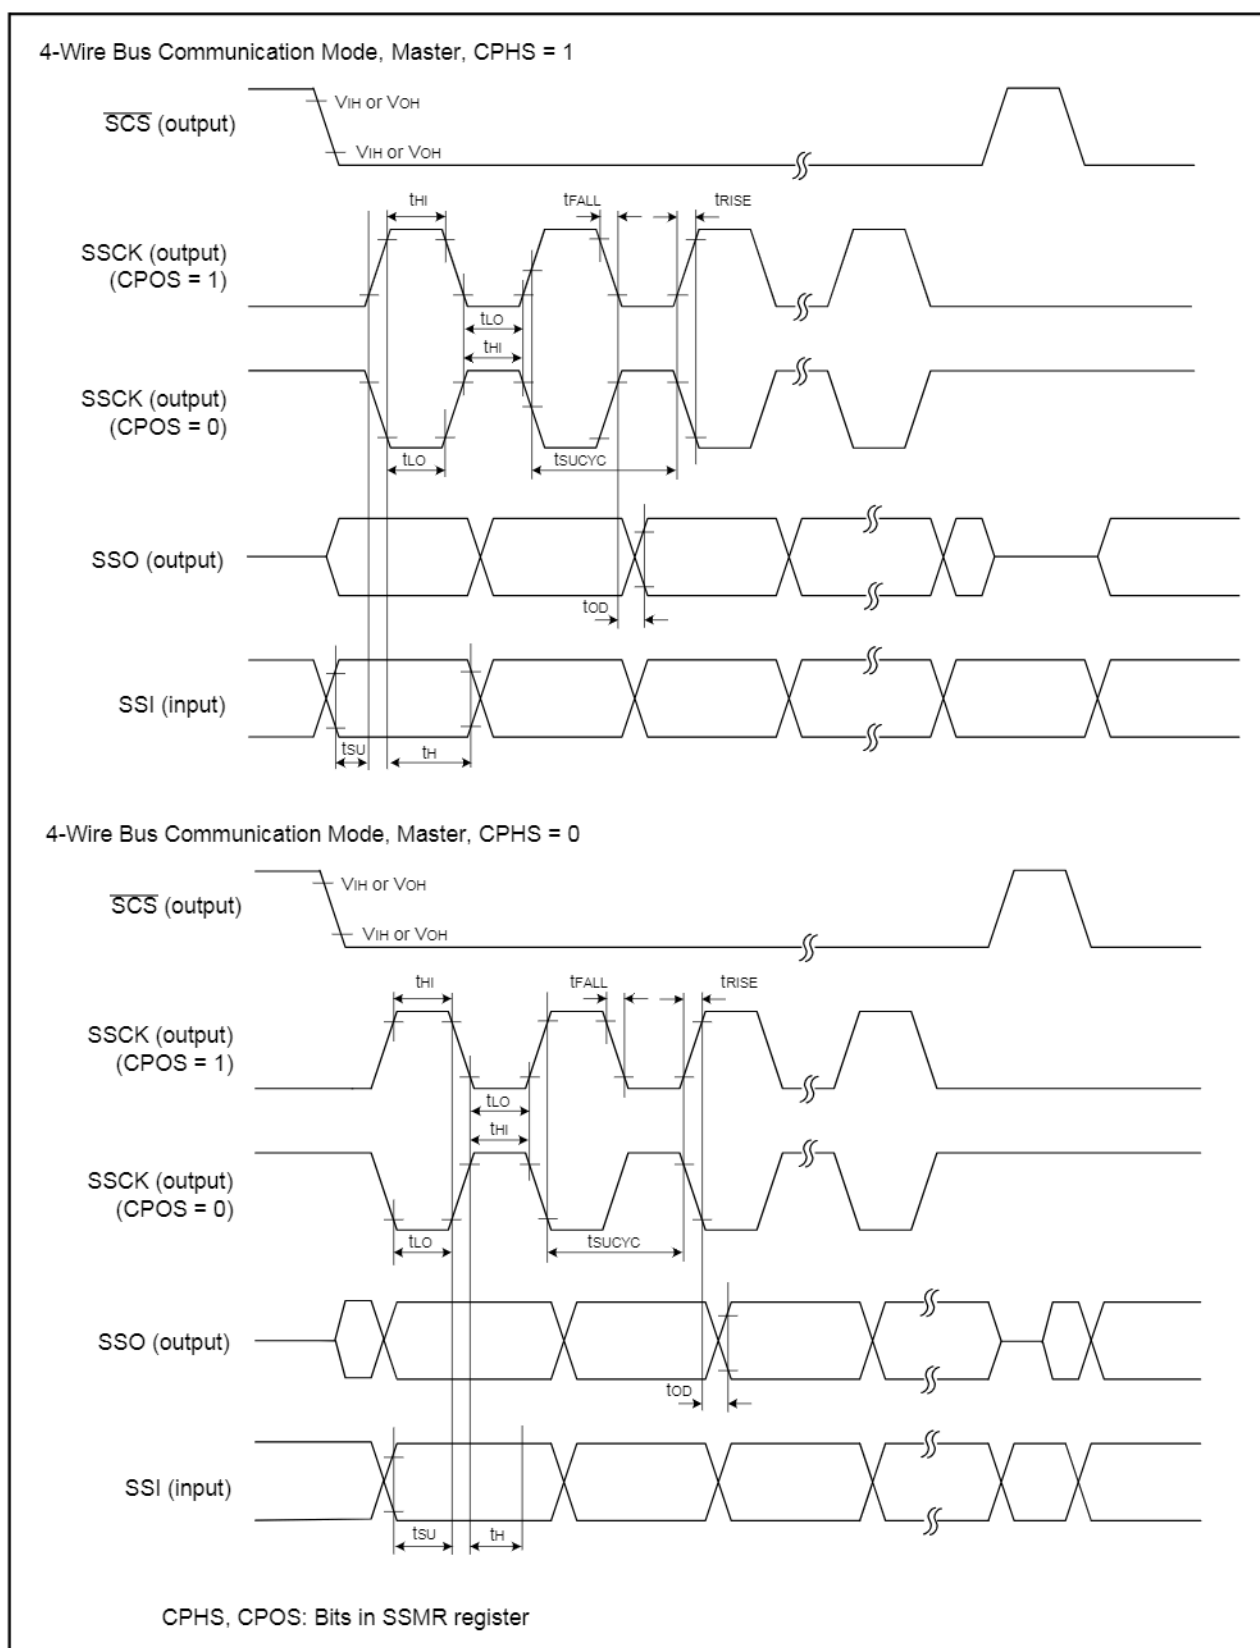 4-Wire Bus Communication Mode, Master, CPHS = 1
SCS (output)
VIH or VOH
VIH or VOH
tHI
tFALL
tRISE
SSCK (output)
(CPOS = 1)
tLO
tHI
SSCK (output)
(CPOS = 0)
tLO
tSUCYC
SSO (output)
tOD
SSI (input)
tSU
tH
4-Wire Bus Communication Mode, Master, CPHS = 0
SCS (output)
VIH or VOH
VIH or VOH
tHI
tFALL
tRISE
SSCK (output)
(CPOS = 1)
tLO
tHI
SSCK (output)
(CPOS = 0)
tLO
tSUCYC
SSO (output)
tOD
SSI (input)
tSU
tH
CPHS, CPOS: Bits in SSMR register